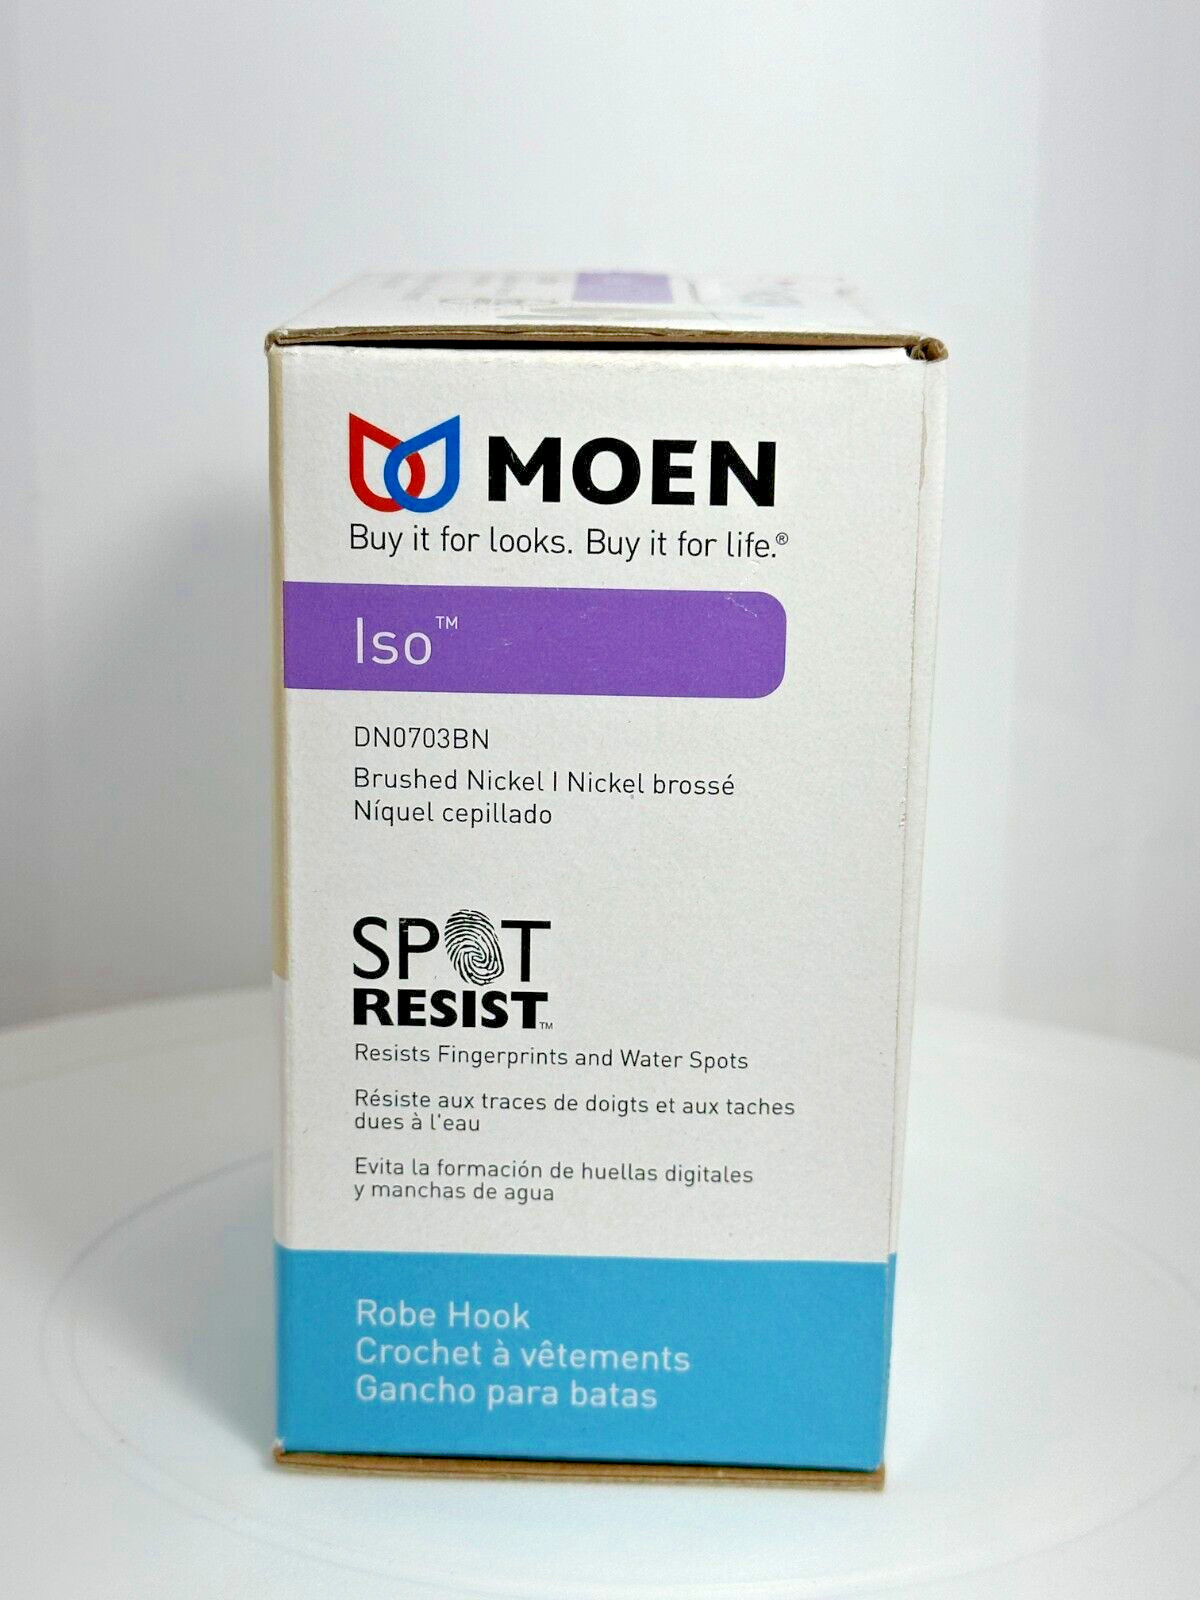 MOEN
Buy it for looks. Buy it for life.®
Iso™
DN0703BN
Brushed Nickel | Nickel brossé
Níquel cepillado
SPOT
RESIST™
Resists Fingerprints and Water Spots
Résiste aux traces de doigts et aux taches
dues à l'eau
Evita la formación de huellas digitales
y manchas de agua
Robe Hook
Crochet à vêtements
Gancho para batas